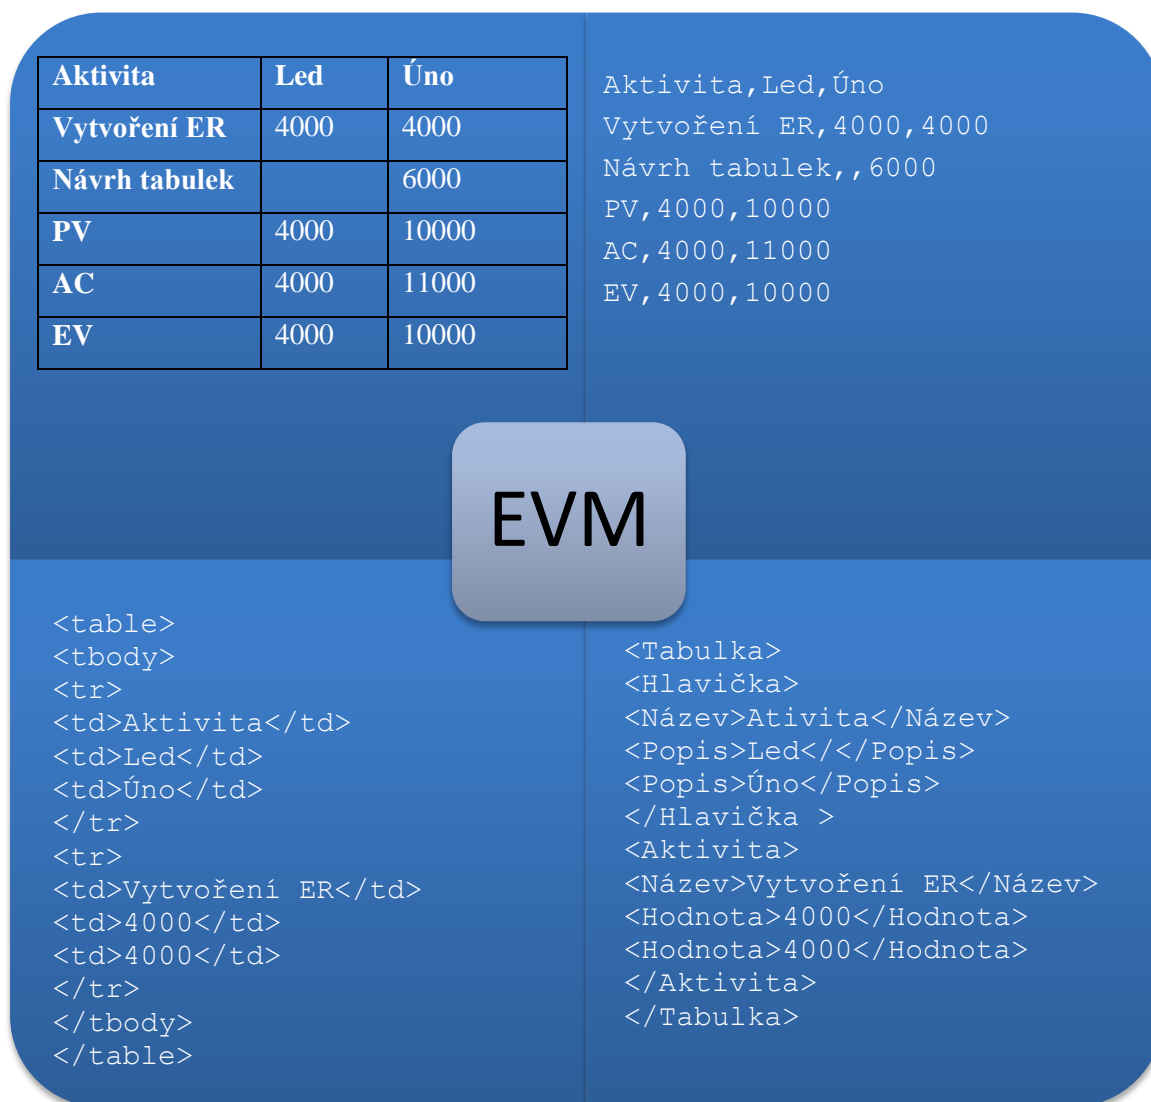 Aktivita Led Úno
Vytvoření ER 4000 4000
Návrh tabulek 6000
PV 4000 10000
AC 4000 11000
EV 4000 10000
Aktivita,Led,Úno
Vytvoření ER,4000,4000
Návrh tabulek,,6000
PV,4000,10000
AC,4000,11000
EV,4000,10000
EVM
<table>
<tbody>
<tr>
<td>Aktivita</td>
<td>Led</td>
<td>Úno</td>
</tr>
<tr>
<td>Vytvoření ER</td>
<td>4000</td>
<td>4000</td>
</tr>
</tbody>
</table>
<Tabulka>
<Hlavička>
<Název>Ativita</Název>
<Popis>Led</</Popis>
<Popis>Úno</Popis>
</Hlavička >
<Aktivita>
<Název>Vytvoření ER</Název>
<Hodnota>4000</Hodnota>
<Hodnota>4000</Hodnota>
</Aktivita>
</Tabulka>